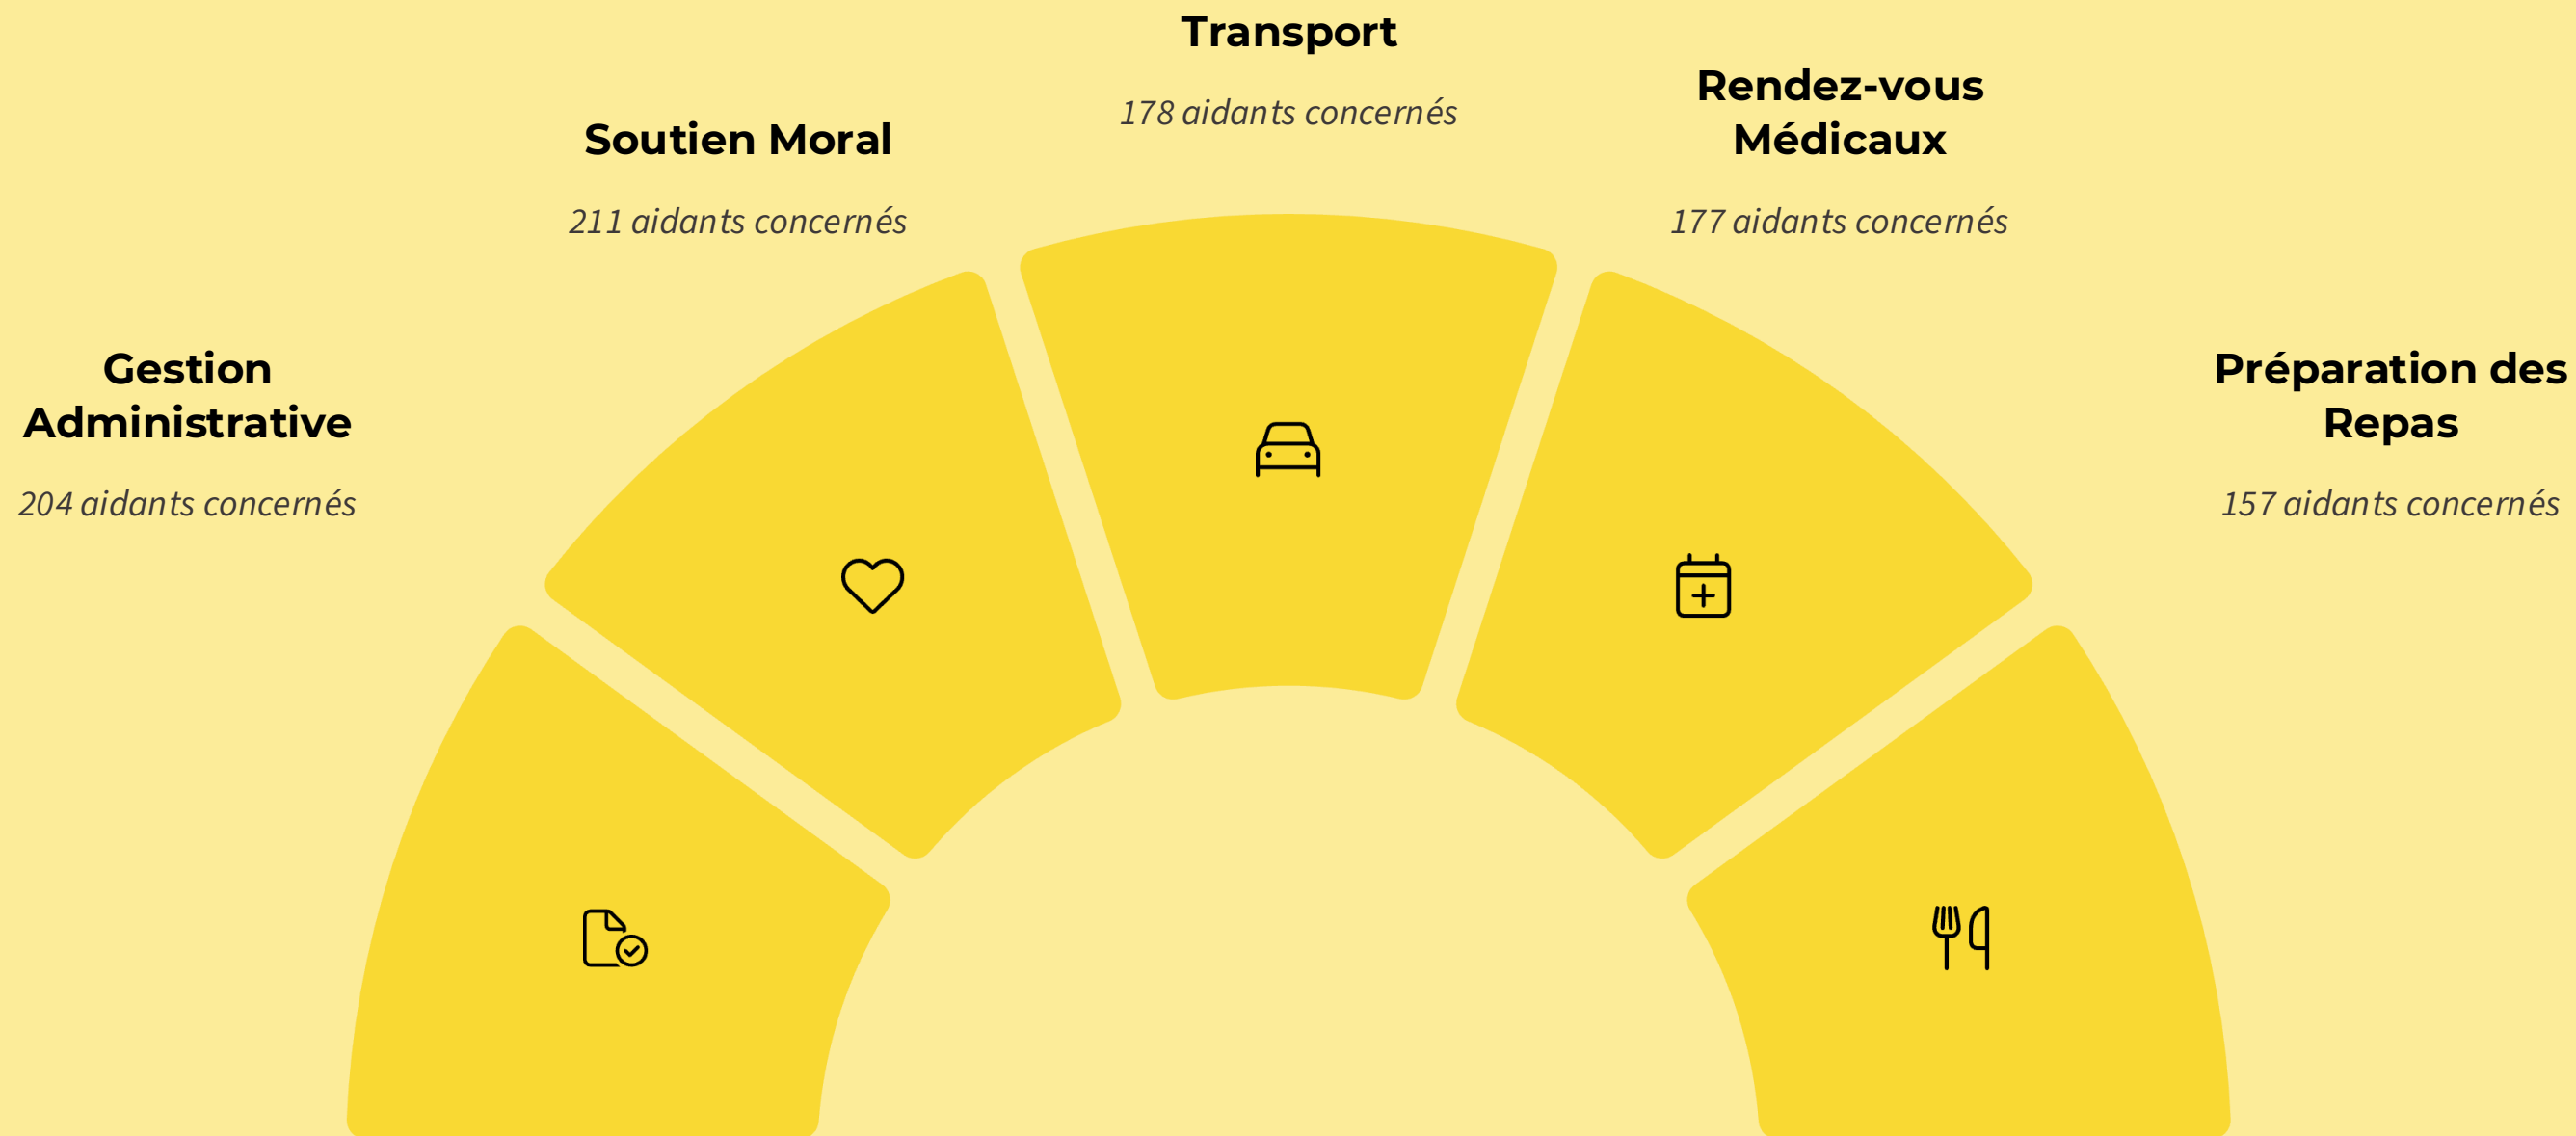 Gestion
Administrative
204 aidants concernés
Soutien Moral
211 aidants concernés
Transport
178 aidants concernés
Rendez-vous
Médicaux
177 aidants concernés
Préparation des
Repas
157 aidants concernés